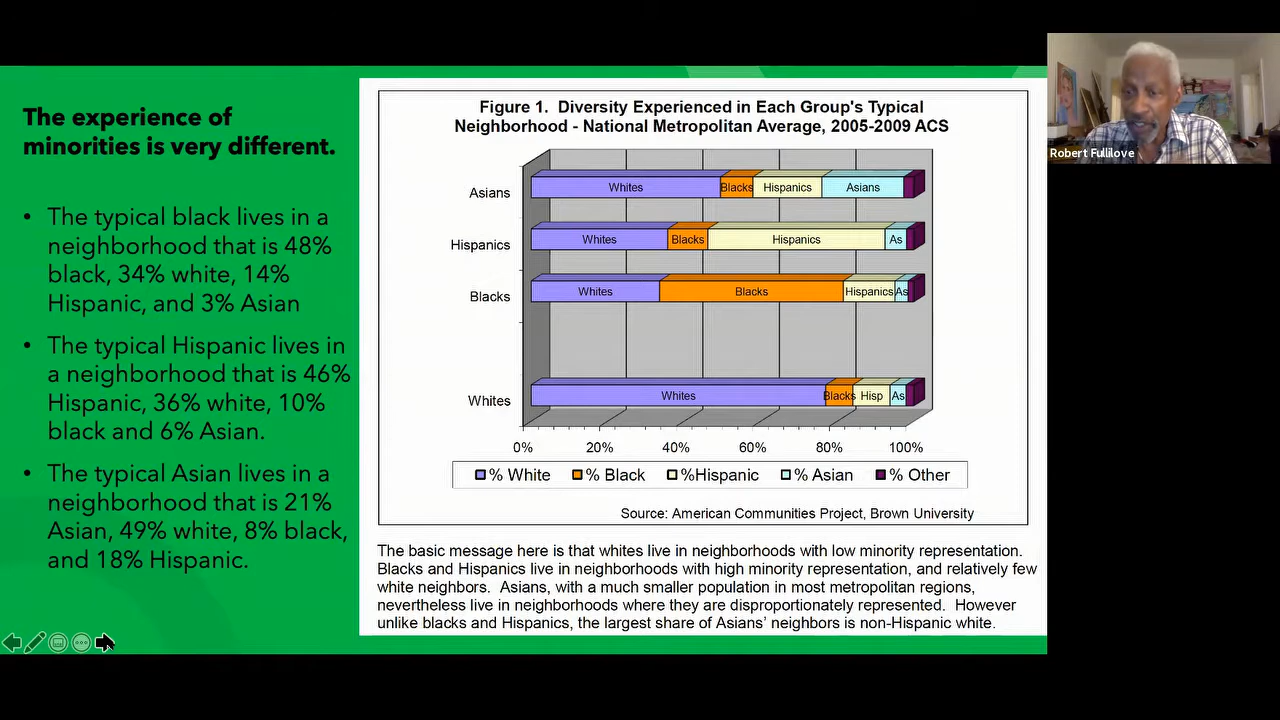 The experience of
minorities is very different.
• The typical black lives in a
neighborhood that is 48%
black, 34% white, 14%
Hispanic, and 3% Asian
• The typical Hispanic lives in
a neighborhood that is 46%
Hispanic, 36% white, 10%
black and 6% Asian.
• The typical Asian lives in a
neighborhood that is 21%
Asian, 49% white, 8% black,
and 18% Hispanic.
Figure 1. Diversity Experienced in Each Group's Typical
Neighborhood - National Metropolitan Average, 2005-2009 ACS
Asians Whites Blacks Hispanics Asians
Hispanics Whites Blacks Hispanics As
Blacks Whites Blacks Hispanics As
Whites Whites Blacks Hisp As
0% 20% 40% 60% 80% 100%
% White % Black %Hispanic % Asian % Other
Source: American Communities Project, Brown University
The basic message here is that whites live in neighborhoods with low minority representation.
Blacks and Hispanics live in neighborhoods with high minority representation, and relatively few
white neighbors. Asians, with a much smaller population in most metropolitan regions,
nevertheless live in neighborhoods where they are disproportionately represented. However
unlike blacks and Hispanics, the largest share of Asians' neighbors is non-Hispanic white.
Robert Fullilove